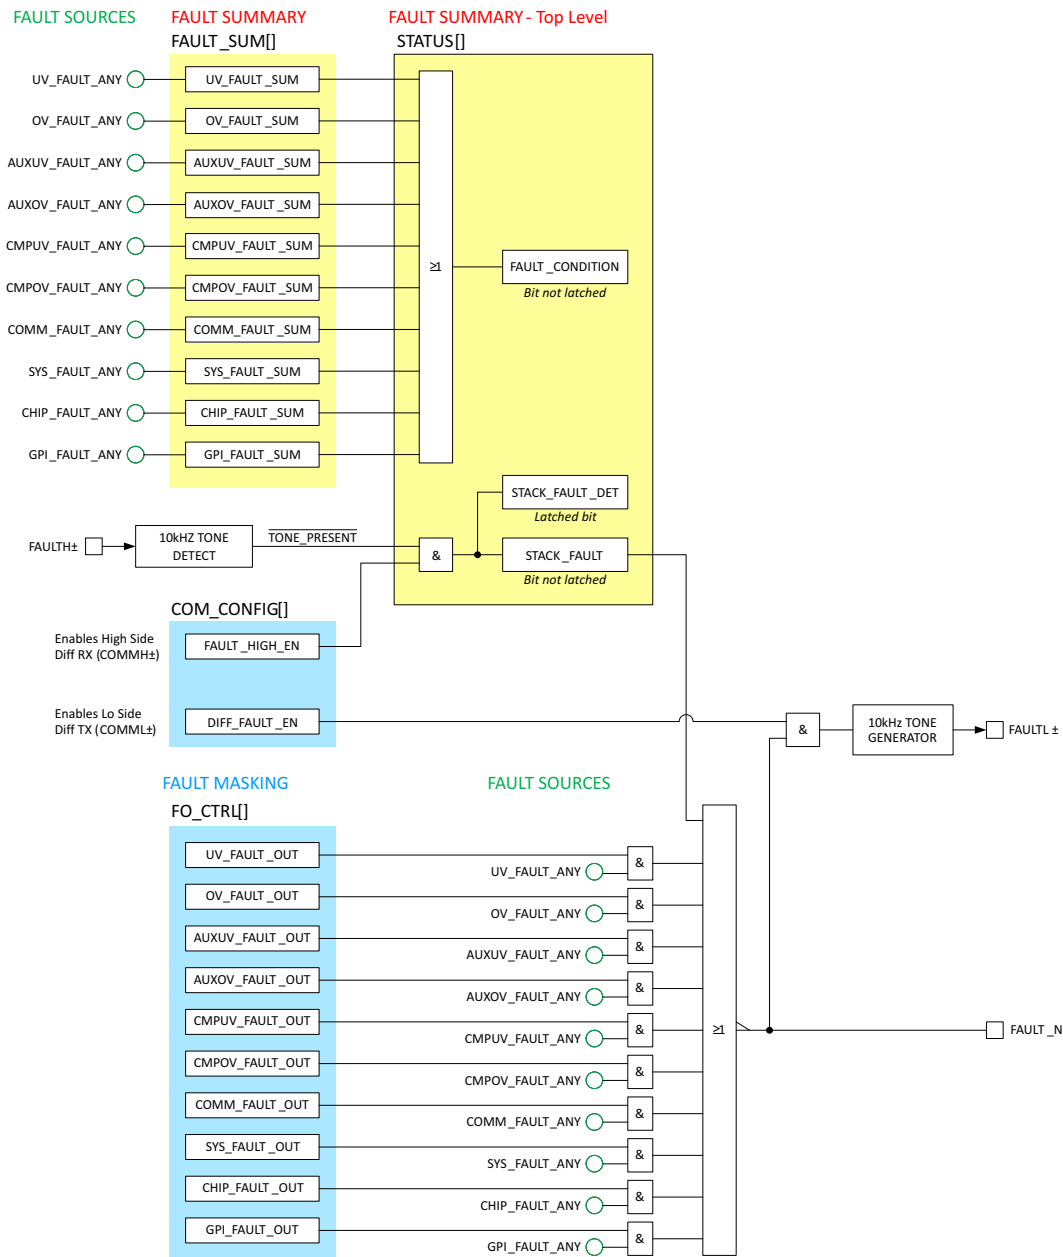 FAULT SOURCES
FAULT SUMMARY
FAULT SUMMARY - Top Level
FAULT_SUM[]
STATUS[]
UV_FAULT_ANY
UV_FAULT_SUM
OV_FAULT_ANY
OV_FAULT_SUM
AUXUV_FAULT_ANY
AUXUV_FAULT_SUM
AUXOV_FAULT_ANY
AUXOV_FAULT_SUM
CMPUV_FAULT_ANY
CMPUV_FAULT_SUM
≥1
FAULT_CONDITION
Bit not latched
CMPOV_FAULT_ANY
CMPOV_FAULT_SUM
COMM_FAULT_ANY
COMM_FAULT_SUM
SYS_FAULT_ANY
SYS_FAULT_SUM
CHIP_FAULT_ANY
CHIP_FAULT_SUM
GPI_FAULT_ANY
GPI_FAULT_SUM
STACK_FAULT_DET
Latched bit
FAULTH±
10kHZ TONE
DETECT
TONE_PRESENT
&
STACK_FAULT
Bit not latched
COM_CONFIG[]
Enables High Side
Diff RX (COMMH±)
FAULT_HIGH_EN
Enables Lo Side
Diff TX (COMML±)
DIFF_FAULT_EN
&
10kHz TONE
GENERATOR
FAULTL ±
FAULT MASKING
FAULT SOURCES
FO_CTRL[]
UV_FAULT_OUT
UV_FAULT_ANY
&
OV_FAULT_OUT
OV_FAULT_ANY
&
AUXUV_FAULT_OUT
AUXUV_FAULT_ANY
&
AUXOV_FAULT_OUT
AUXOV_FAULT_ANY
&
CMPUV_FAULT_OUT
CMPUV_FAULT_ANY
&
≥1
FAULT_N
CMPOV_FAULT_OUT
CMPOV_FAULT_ANY
&
COMM_FAULT_OUT
COMM_FAULT_ANY
&
SYS_FAULT_OUT
SYS_FAULT_ANY
&
CHIP_FAULT_OUT
CHIP_FAULT_ANY
&
GPI_FAULT_OUT
GPI_FAULT_ANY
&